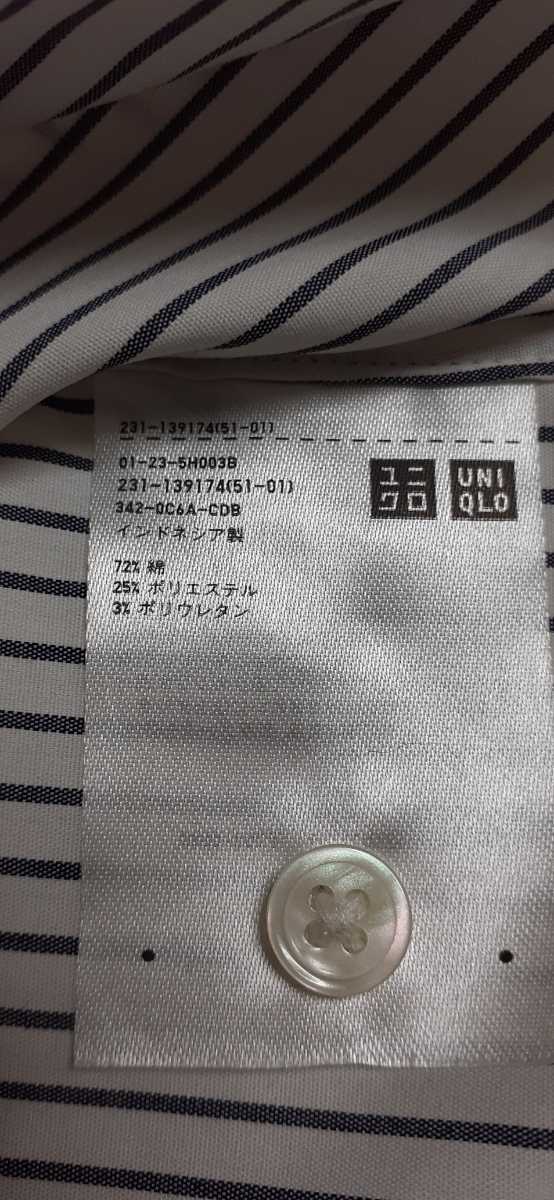 231-139174(51-01)
01-23-5H003B
231-139174(51-01)
342-0C6A-CDB
インドネシア製
72% 綿
25% ポリエステル
3% ポリウレタン
ユニ
クロ
UNI
QLO